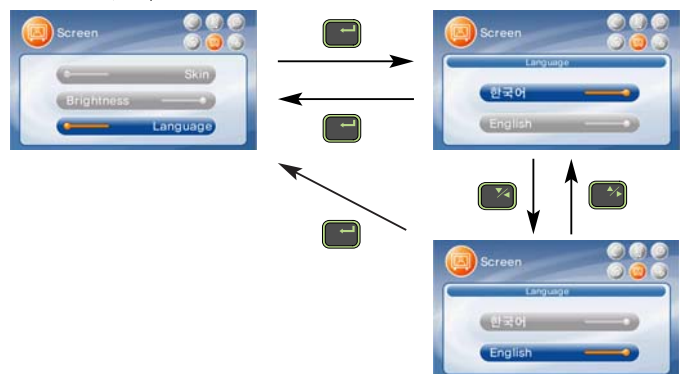 Screen
Skin
Brightness
Language
Screen
Language
한국어
English
Screen
Language
한국어
English